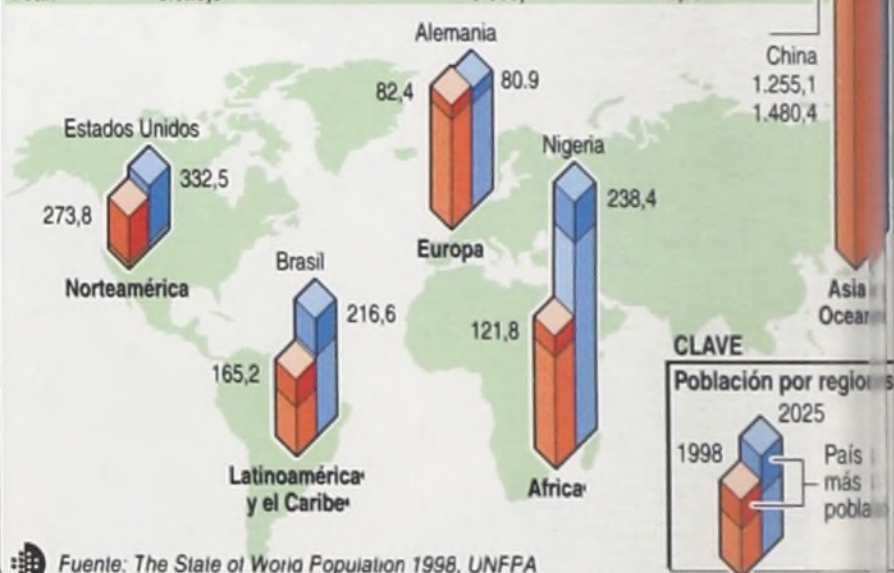 Alemania
82,4
80.9
China
1.255,1
1.480,4
Estados Unidos
332,5
273,8
Norteamérica
Nigeria
238,4
Europa
Brasil
216,6
165,2
121,8
Asia
Latinoamérica
y el Caribe
Africa
CLAVE
Población por
2025
1998
País
más
Fuente: The State of World Population 1998, UNFPA